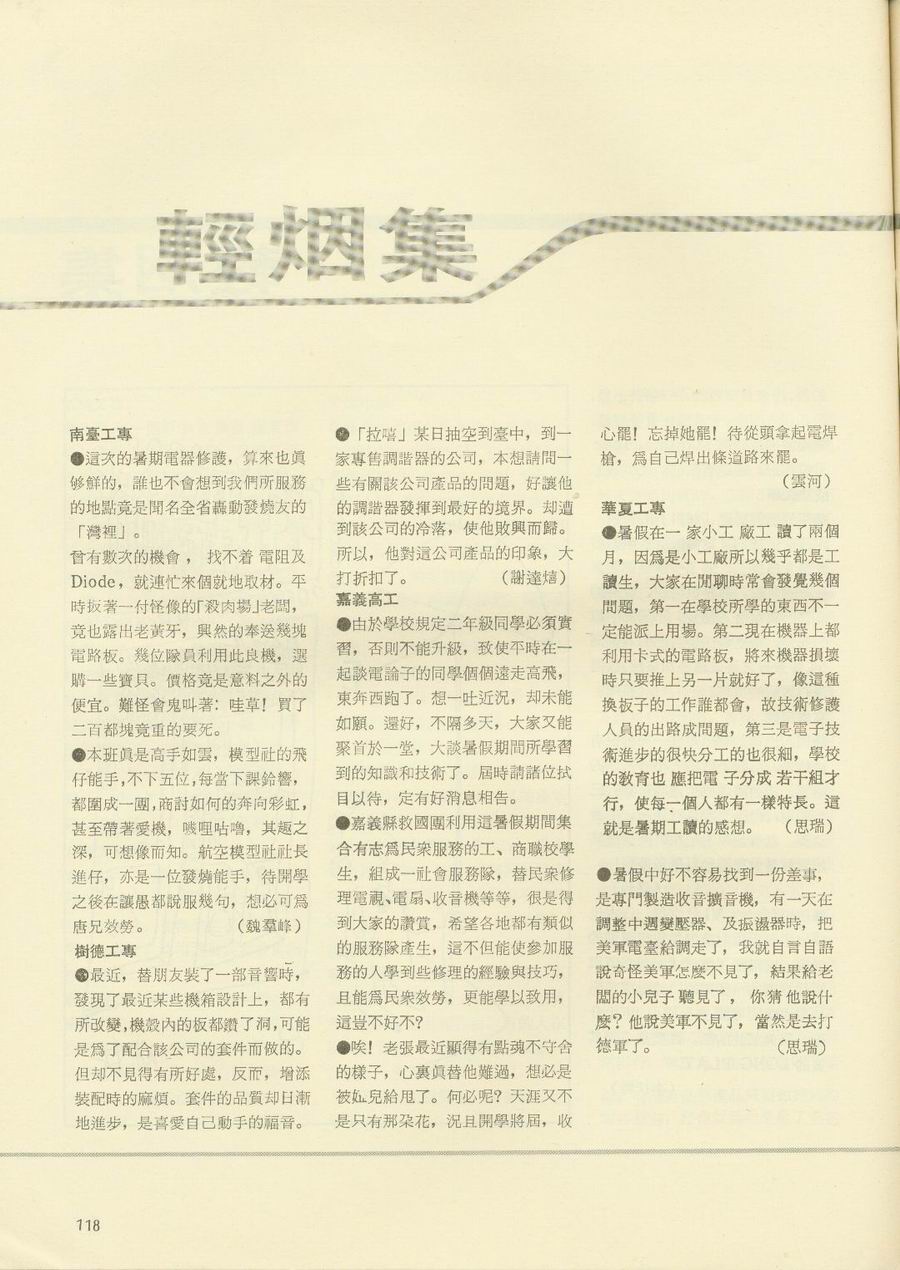 輕烟集
南臺工專
●這次的暑期電器修護，算來也眞
够鮮的，誰也不會想到我們所服務
的地點竟是聞名全省轟動發燒友的
「灣裡」。
曾有數次的機會，找不着電阻及
Diode，就連忙來個就地取材。平
時扳著一付怪像的「殺肉場」老闆，
竟也露出老黃牙，興然的奉送幾塊
電路板。幾位隊員利用此良機，選
購一些寶貝。價格竟是意料之外的
便宜。難怪會鬼叫著：哇草！買了
二百都塊竟重的要死。
●本班眞是高手如雲，模型社的飛
仔能手，不下五位，每當下課鈴響，
都圍成一團，商討如何的奔向彩虹，
甚至帶著愛機，嘰哩咕嚕，其趣之
深，可想像而知。航空模型社社長
進仔，亦是一位發燒能手，待開學
之後在讓愚都說服幾句，想必可爲
唐兄效勞。（魏羣峰）
樹德工專
●最近，替朋友裝了一部音響時，
發現了最近某些機箱設計上，都有
所改變，機殼內的板都鑽了洞，可能
是爲了配合該公司的套件而做的。
但却不見得有所好處，反而，增添
裝配時的麻煩。套件的品質却日漸
地進步，是喜愛自己動手的福音。
●「拉嘻」某日抽空到臺中，到一
家專售調諧器的公司，本想請問一
些有關該公司產品的問題，好讓他
的調諧器發揮到最好的境界。却遭
到該公司的冷落，使他敗興而歸。
所以，他對這公司產品的印象，大
打折扣了。（謝達熺）
嘉義高工
●由於學校規定二年級同學必須實
習，否則不能升級，致使平時在一
起談電論子的同學個個遠走高飛，
東奔西跑了。想一吐近況，却未能
如願。還好，不隔多天，大家又能
聚首於一堂，大談暑假期間所學習
到的知識和技術了。屆時請諸位拭
目以待，定有好消息相告。
●嘉義縣救國團利用這暑假期間集
合有志爲民衆服務的工、商職校學
生，組成一社會服務隊，替民衆修
理電視、電扇、收音機等等，很是得
到大家的讚賞，希望各地都有類似
的服務隊產生，這不但能使參加服
務的人學到些修理的經驗與技巧，
且能爲民衆效勞，更能學以致用，
這豈不好不？
●唉！老張最近顯得有點魂不守舍
的樣子，心裏眞替他難過，想必是
被兒給甩了。何必呢？天涯又不
是只有那朶花，況且開學將屆，收
心罷！忘掉她罷！待從頭拿起電焊
槍，爲自己焊出條道路來罷。
（雲河）
華夏工專
●暑假在一家小工廠工讀了兩個
月，因爲是小工廠所以幾乎都是工
讀生，大家在閒聊時常會發覺幾個
問題，第一在學校所學的東西不一
定能派上用場。第二現在機器上都
利用卡式的電路板，將來機器損壞
時只要推上另一片就好了，像這種
換板子的工作誰都會，故技術修護
人員的出路成問題，第三是電子技
術進步的很快分工的也很細，學校
的敎育也應把電子分成若干組才
行，使每一個人都有一樣特長。這
就是暑期工讀的感想。（思瑞）
●暑假中好不容易找到一份差事，
是專門製造收音擴音機，有一天在
調整中週變壓器、及振盪器時，把
美軍電臺給調走了，我就自言自語
說奇怪美軍怎麼不見了，結果給老
闆的小兒子聽見了，你猜他說什
麼？他說美軍不見了，當然是去打
德軍了。（思瑞）
118